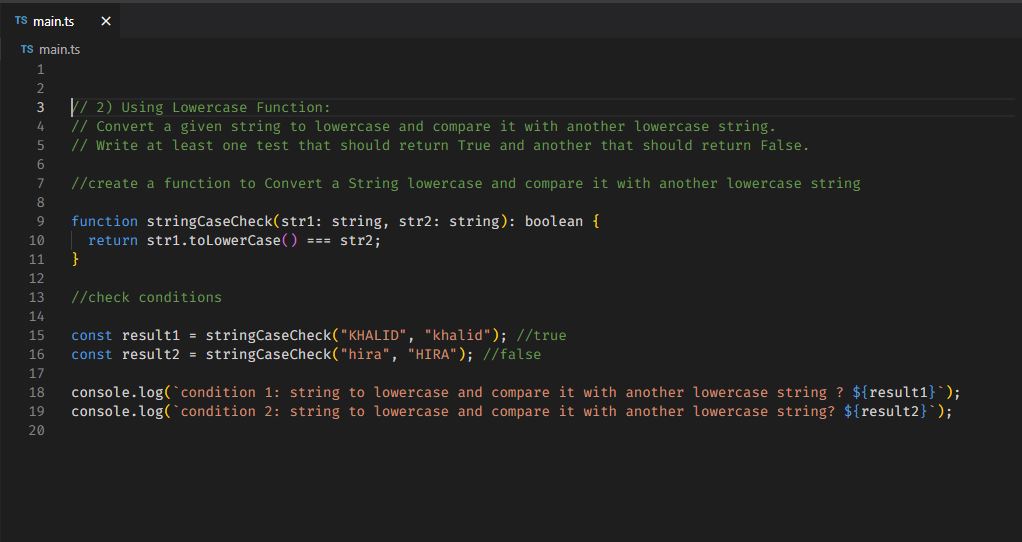 TS main.ts ×
TS main.ts
1
2
3 // 2) Using Lowercase Function:
4 // Convert a given string to lowercase and compare it with another lowercase string.
5 // Write at least one test that should return True and another that should return False.
6
7 //create a function to Convert a String lowercase and compare it with another lowercase string
8
9 function stringCaseCheck(str1: string, str2: string): boolean {
10   return str1.toLowerCase() === str2;
11 }
12
13 //check conditions
14
15 const result1 = stringCaseCheck("KHALID", "khalid"); //true
16 const result2 = stringCaseCheck("hira", "HIRA"); //false
17
18 console.log(`condition 1: string to lowercase and compare it with another lowercase string ? ${result1}`);
19 console.log(`condition 2: string to lowercase and compare it with another lowercase string? ${result2}`);
20